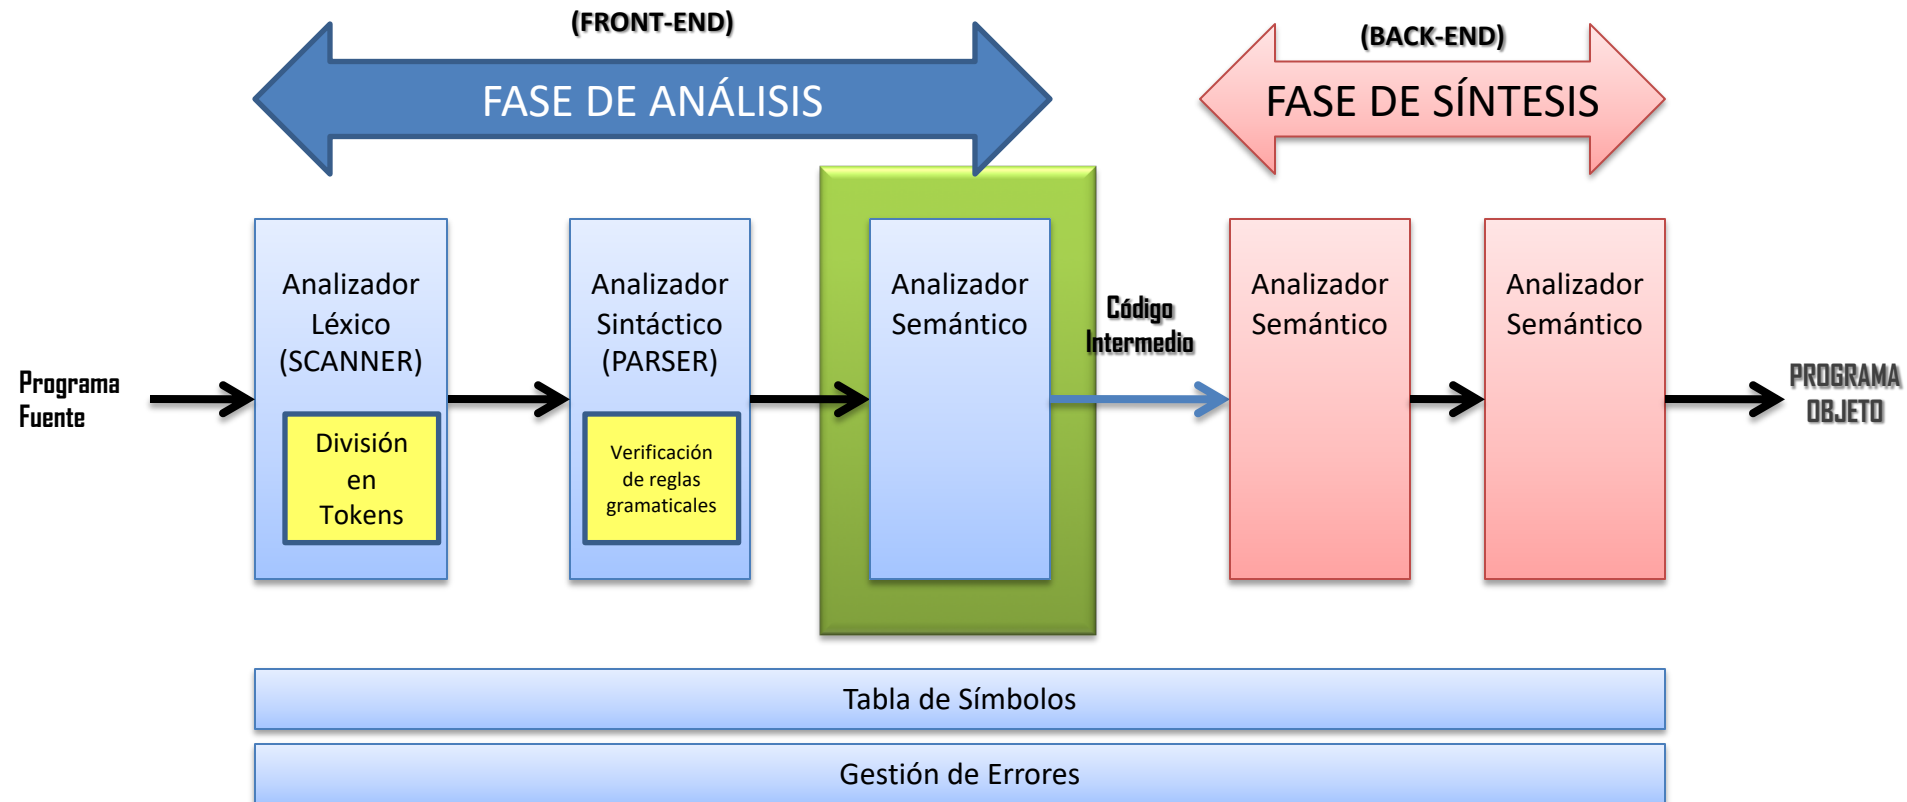 (FRONT-END)
(BACK-END)
FASE DE ANÁLISIS
FASE DE SÍNTESIS
Analizador
Léxico
(SCANNER)
Analizador
Sintáctico
(PARSER)
Analizador
Semántico
Código
Intermedio
Analizador
Semántico
Analizador
Semántico
Programa
Fuente
PROGRAMA
OBJETO
División
en
Tokens
Verificación
de reglas
gramaticales
Tabla de Símbolos
Gestión de Errores